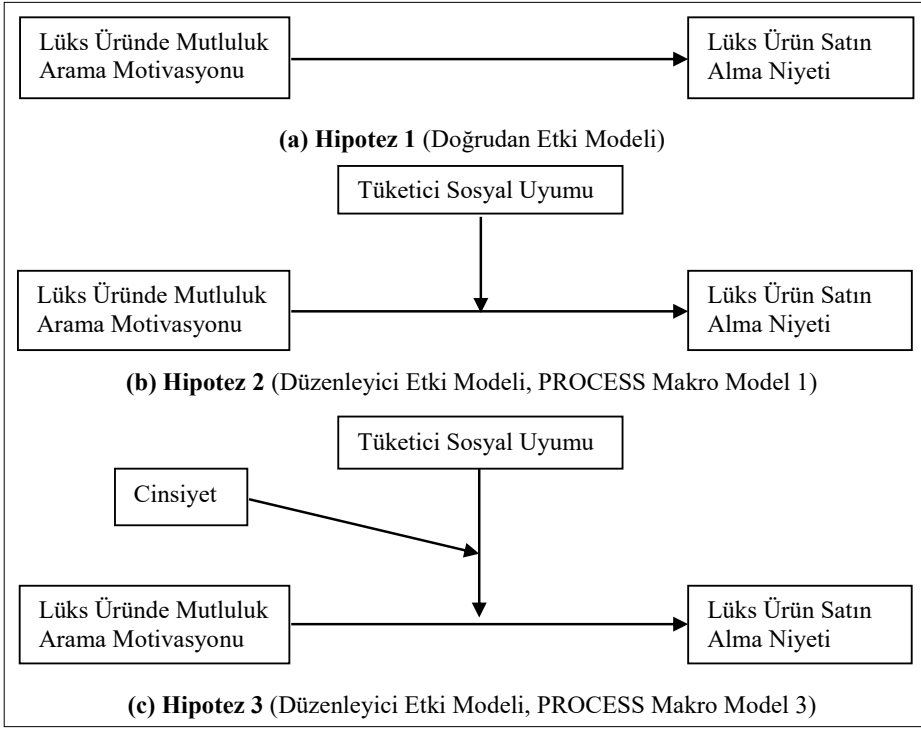 Lüks Üründe Mutluluk
Arama Motivasyonu
Lüks Ürün Satın
Alma Niyeti
(a) Hipotez 1 (Doğrudan Etki Modeli)
Tüketici Sosyal Uyumu
Lüks Üründe Mutluluk
Arama Motivasyonu
Lüks Ürün Satın
Alma Niyeti
(b) Hipotez 2 (Düzenleyici Etki Modeli, PROCESS Makro Model 1)
Tüketici Sosyal Uyumu
Cinsiyet
Lüks Üründe Mutluluk
Arama Motivasyonu
Lüks Ürün Satın
Alma Niyeti
(c) Hipotez 3 (Düzenleyici Etki Modeli, PROCESS Makro Model 3)